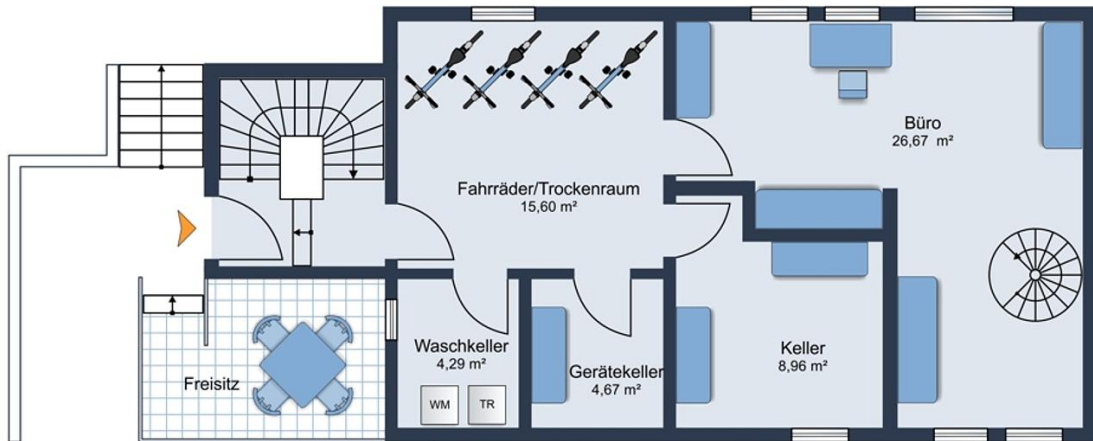 Fahrräder/Trockenraum
15,60 m²
Büro
26,67 m²
Waschkeller
4,29 m²
WM
TR
Gerätekeller
4,67 m²
Keller
8,96 m²
Freisitz